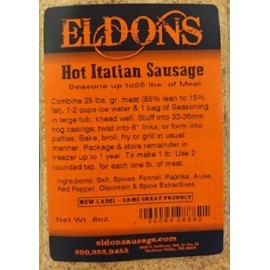 ELDONS
Hot Italian Sausage
Seasons up to 25 lbs. of Meat
Combine 25 lbs. gr. meat (85% lean to 15%
fat), 1-2 cups ice water & 1 bag of Seasoning
in large tub; knead well. Stuff into 33-36mm
hog casings; twist into 6" links, or form into
patties. Bake, broil, fry or grill in usual
manner. Package & store remainder in
freezer up to 1 year. To make 1 lb: Use 2
rounded tsp. for each one lb. of meat.
Ingredients: Salt, Spices, Fennel, Paprika, Anise,
Red Pepper, Oleoresin & Spice Extractives.
NEW LABEL - SAME GREAT PRODUCT
Net Wt. 8oz.
eldonsausage.com
800.352.9453